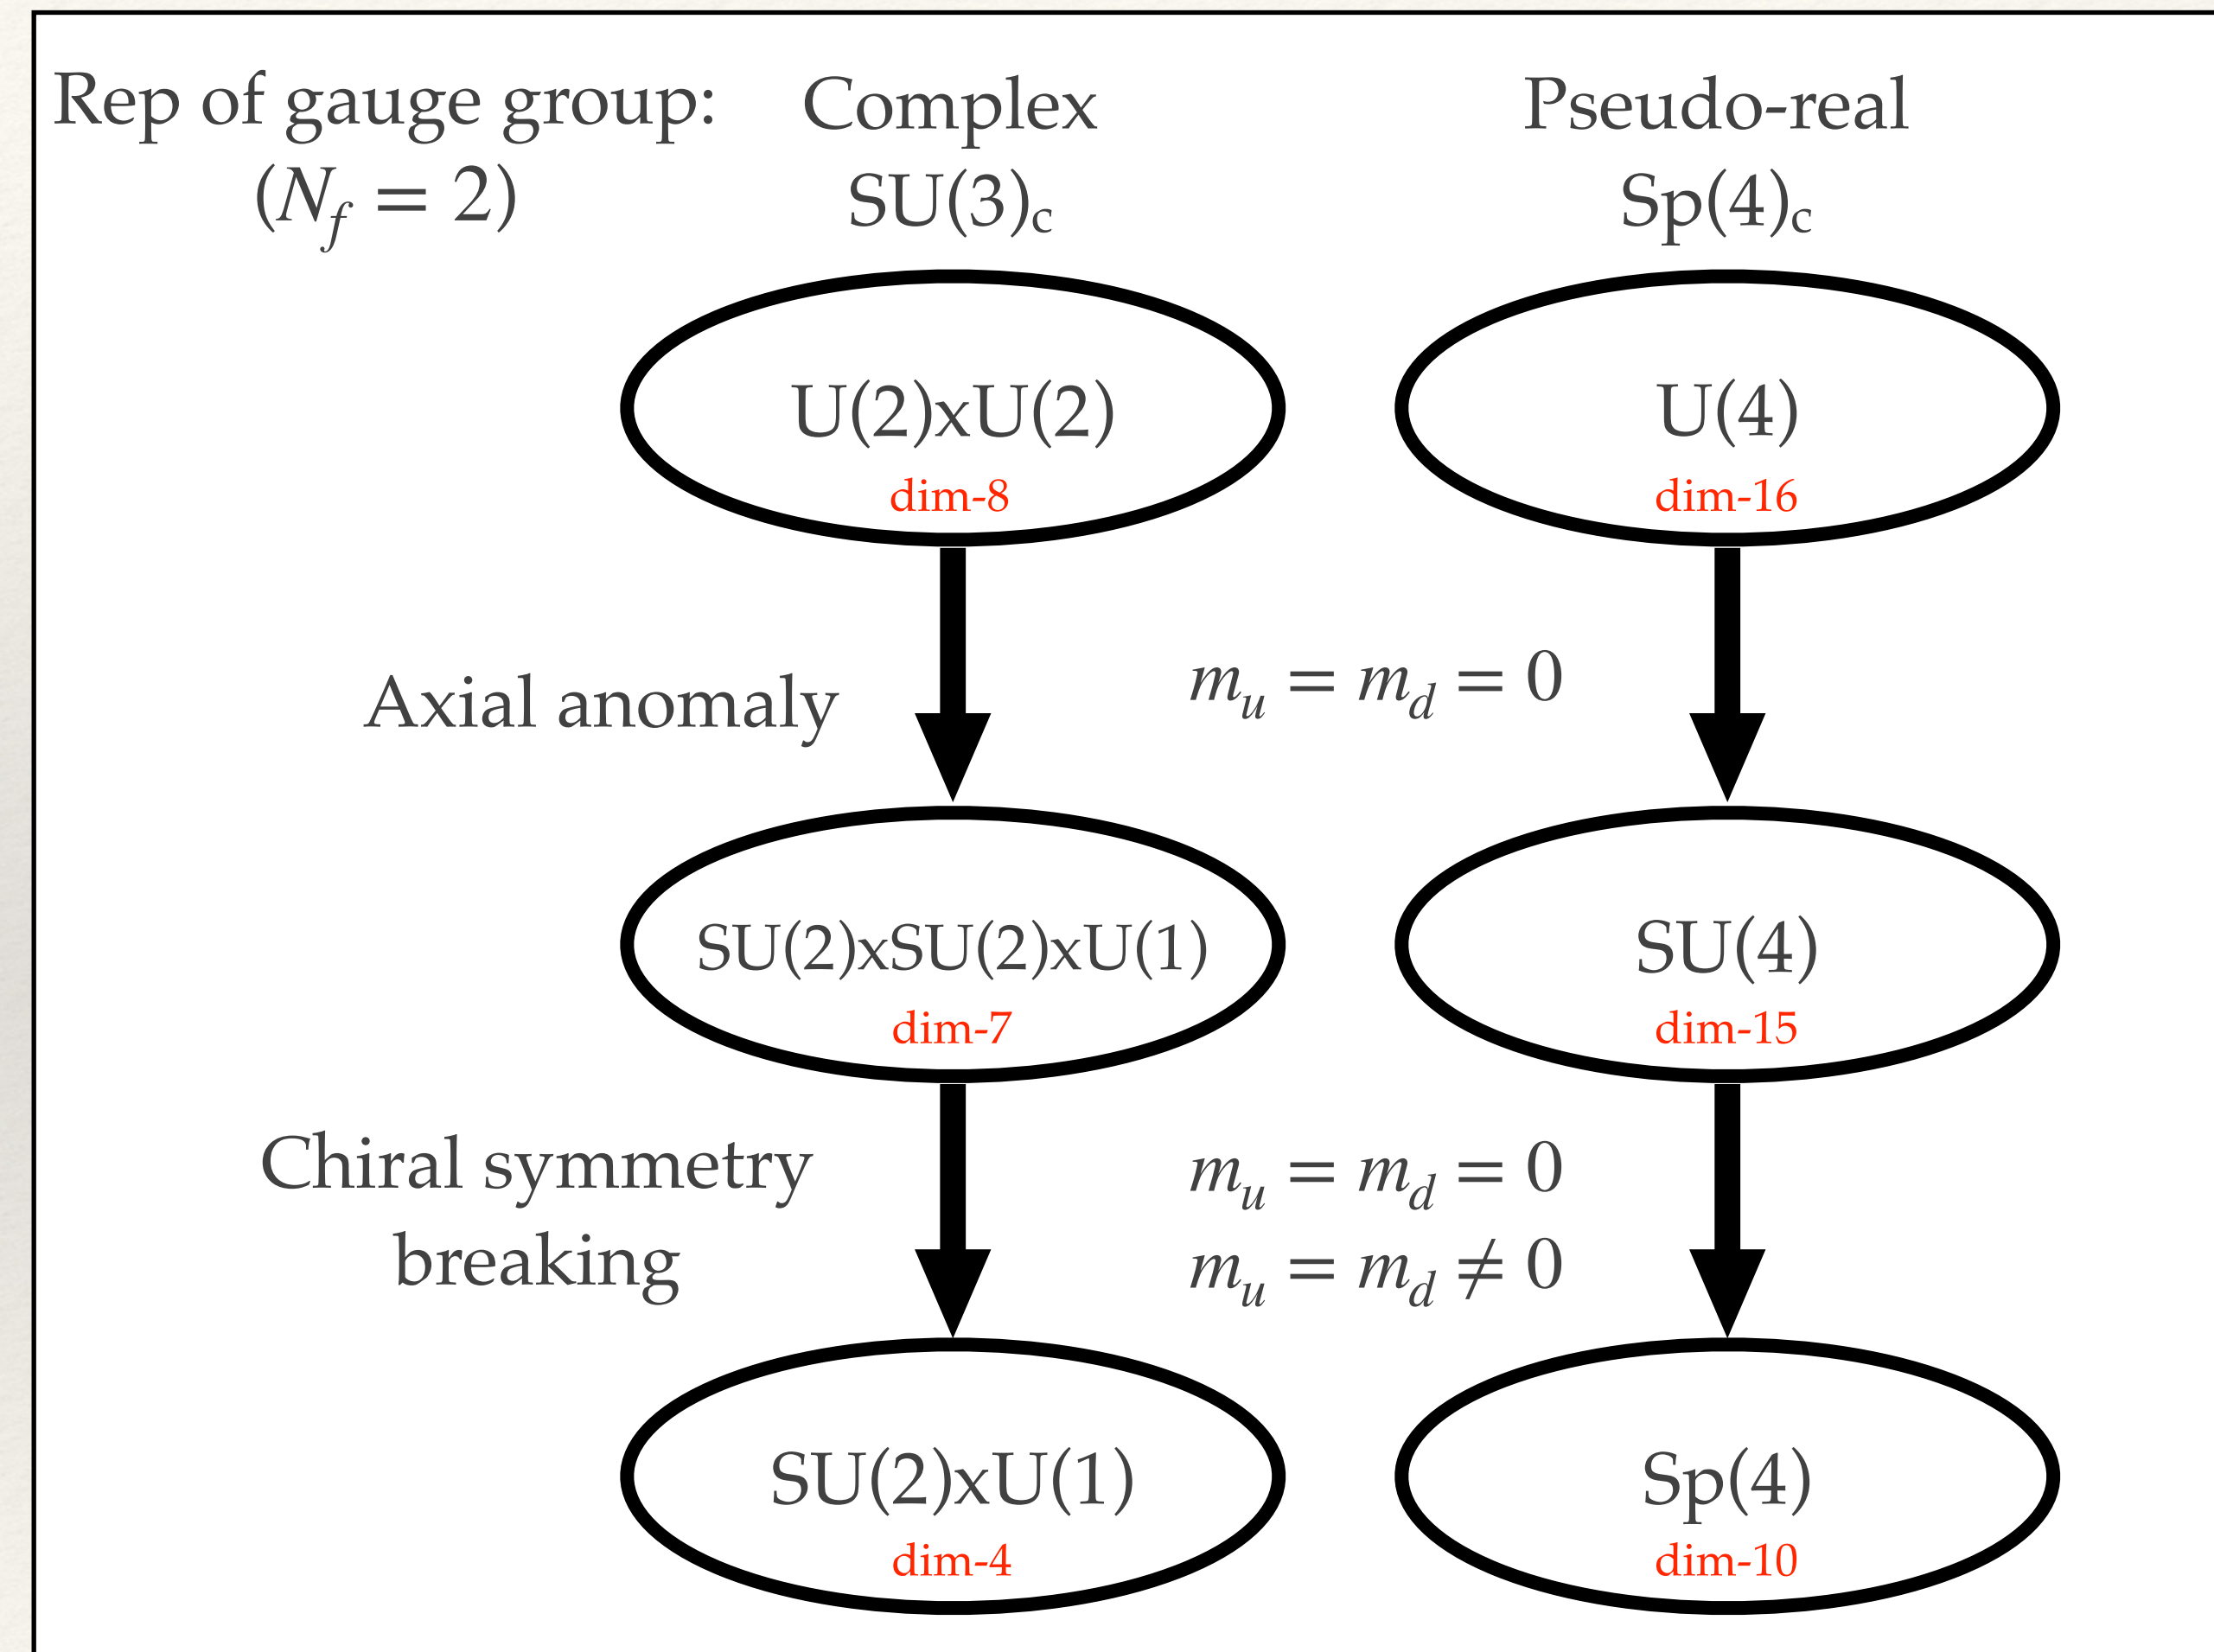 Rep of gauge group: Complex Pseudo-real
(N_f = 2) SU(3)_c Sp(4)_c
U(2)xU(2) U(4)
dim-8 dim-16
Axial anomaly m_u = m_d = 0
SU(2)xSU(2)xU(1) SU(4)
dim-7 dim-15
Chiral symmetry m_u = m_d = 0
breaking m_u = m_d ≠ 0
SU(2)xU(1) Sp(4)
dim-4 dim-10